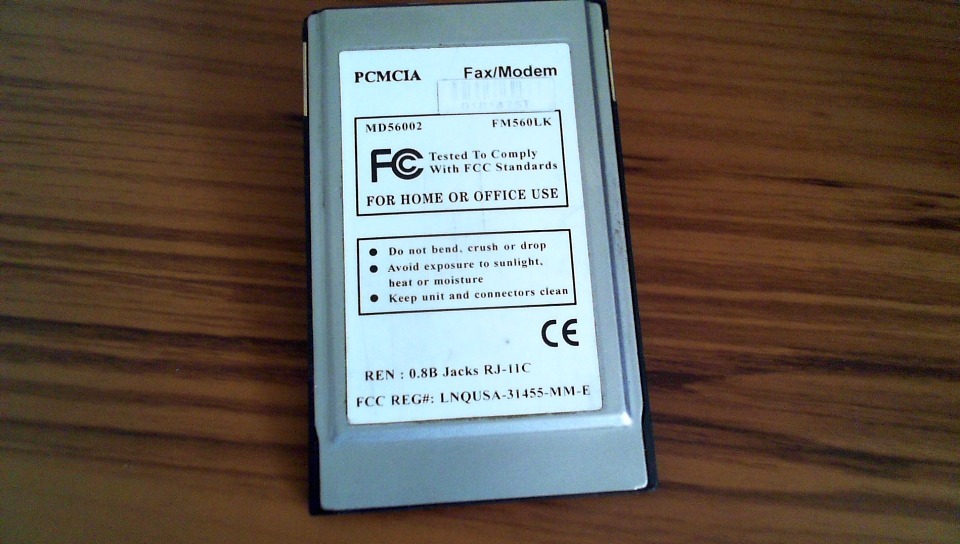 PCMCIA Fax/Modem
MD56002 FM560LK
FC Tested To Comply
With FCC Standards
FOR HOME OR OFFICE USE
● Do not bend, crush or drop
● Avoid exposure to sunlight,
heat or moisture
● Keep unit and connectors clean
CE
REN : 0.8B Jacks RJ-11C
FCC REG#: LNQUSA-31455-MM-E